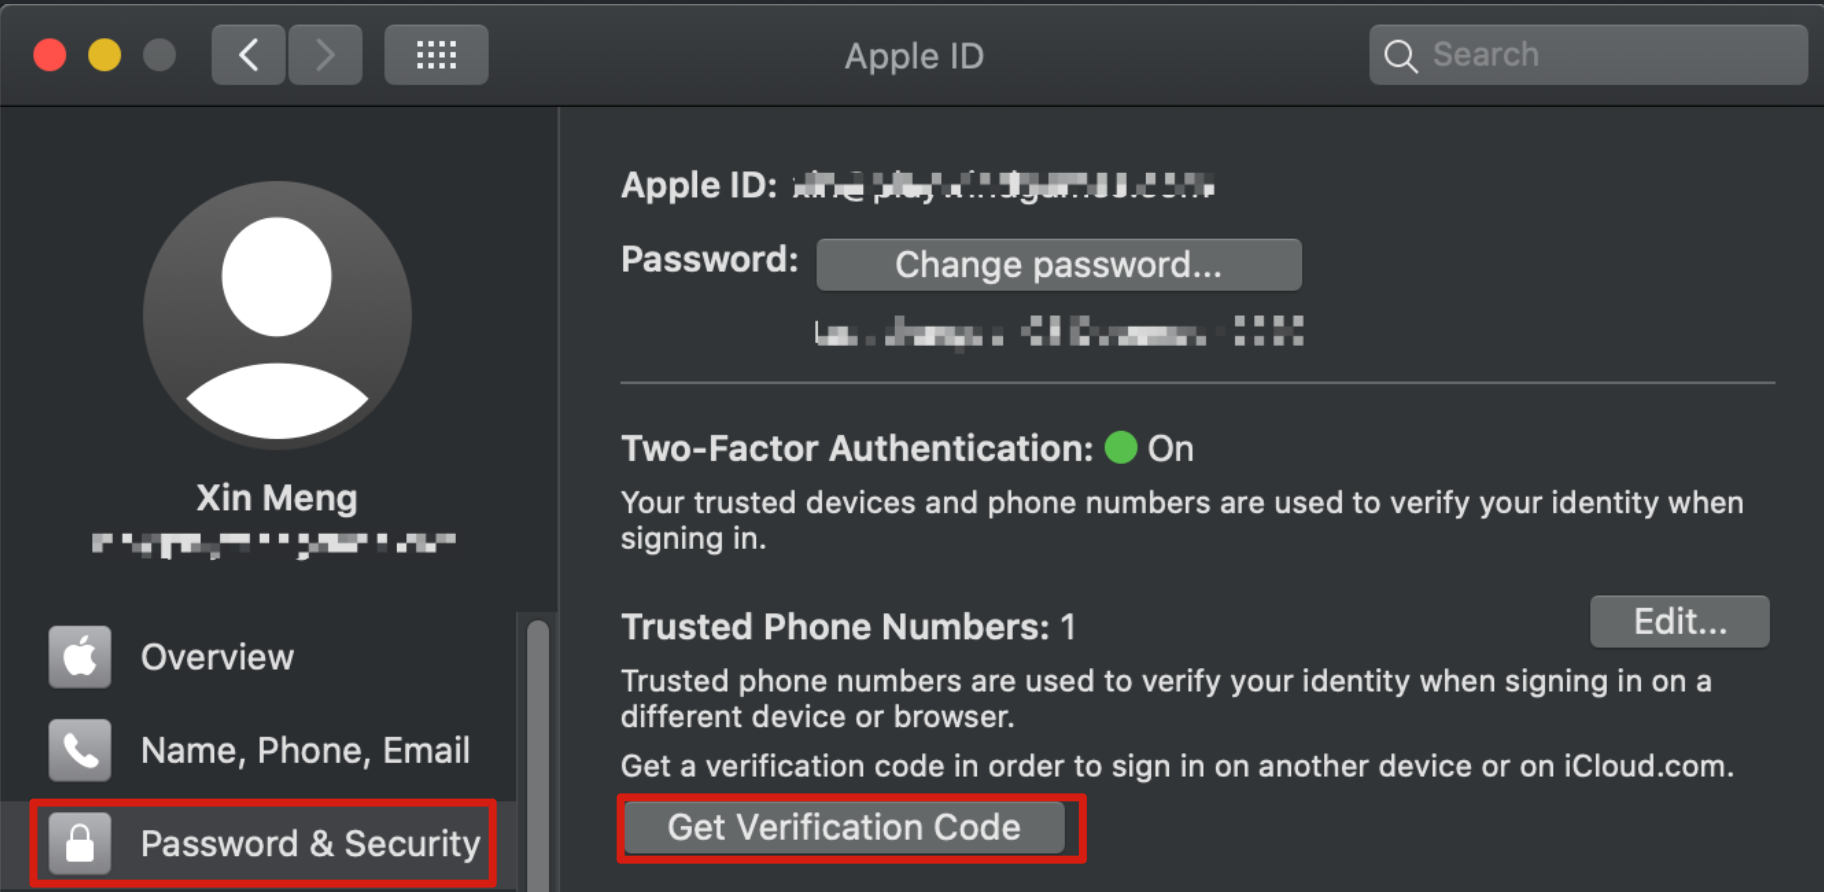 Apple ID
Search
Xin Meng
Overview
Name, Phone, Email
Password & Security
Apple ID:
Password:
Change password...
Two-Factor Authentication: On
Your trusted devices and phone numbers are used to verify your identity when
signing in.
Trusted Phone Numbers: 1
Edit...
Trusted phone numbers are used to verify your identity when signing in on a
different device or browser.
Get a verification code in order to sign in on another device or on iCloud.com.
Get Verification Code